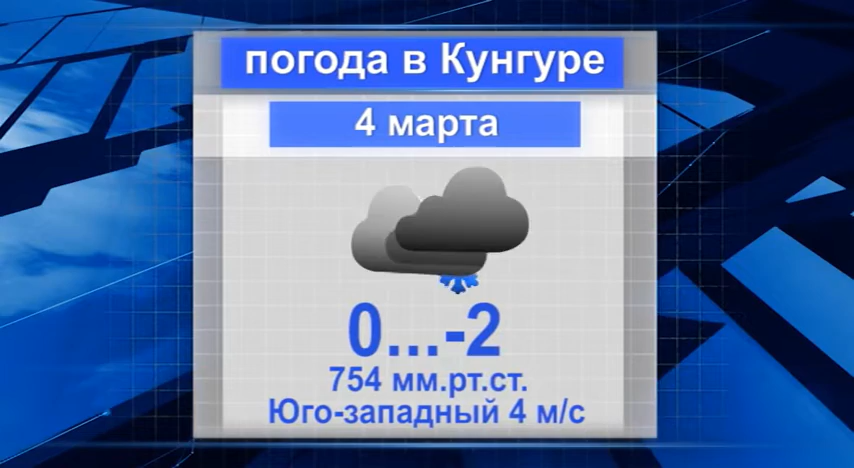 погода в Кунгуре
4 марта
0...-2
754 мм.рт.ст.
Юго-западный 4 м/с